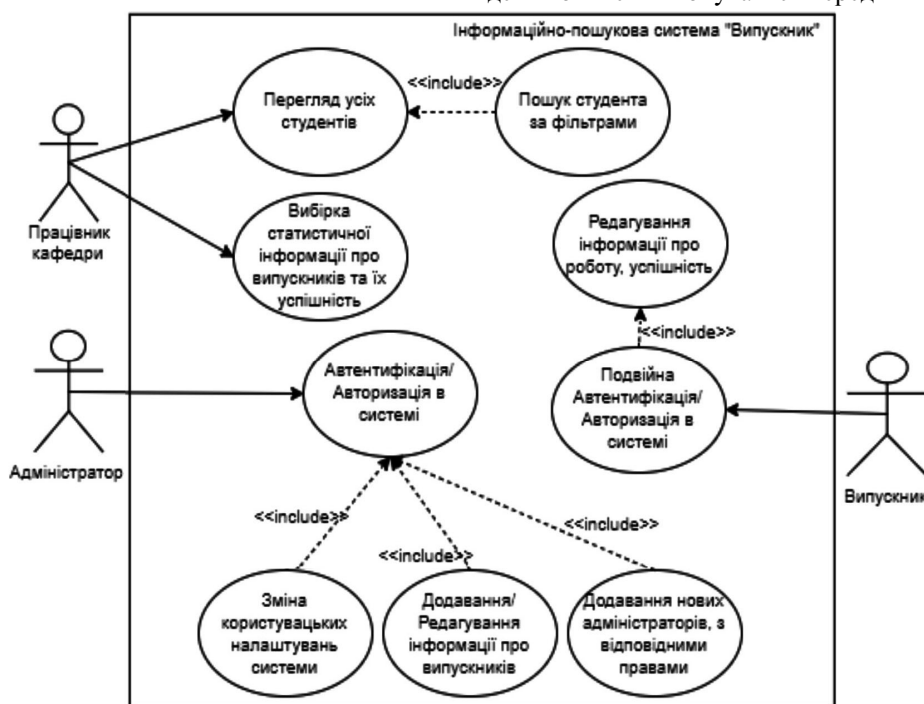 Інформаційно-пошукова система "Випускник"
Перегляд усіх
студентів
<<include>>
Пошук студента
за фільтрами
Працівник
кафедри
Вибірка
статистичної
інформації про
випускників та їх
успішність
Редагування
інформації про
роботу, успішність
<<include>>
Автентифікація/
Авторизація в
системі
Подвійна
Автентифікація/
Авторизація в
системі
Адміністратор
Випускник
<<include>>
<<include>>
<<include>>
Зміна
користувацьких
налаштувань
системи
Додавання/
Редагування
інформації про
випускників
Додавання нових
адміністраторів, з
відповідними
правами